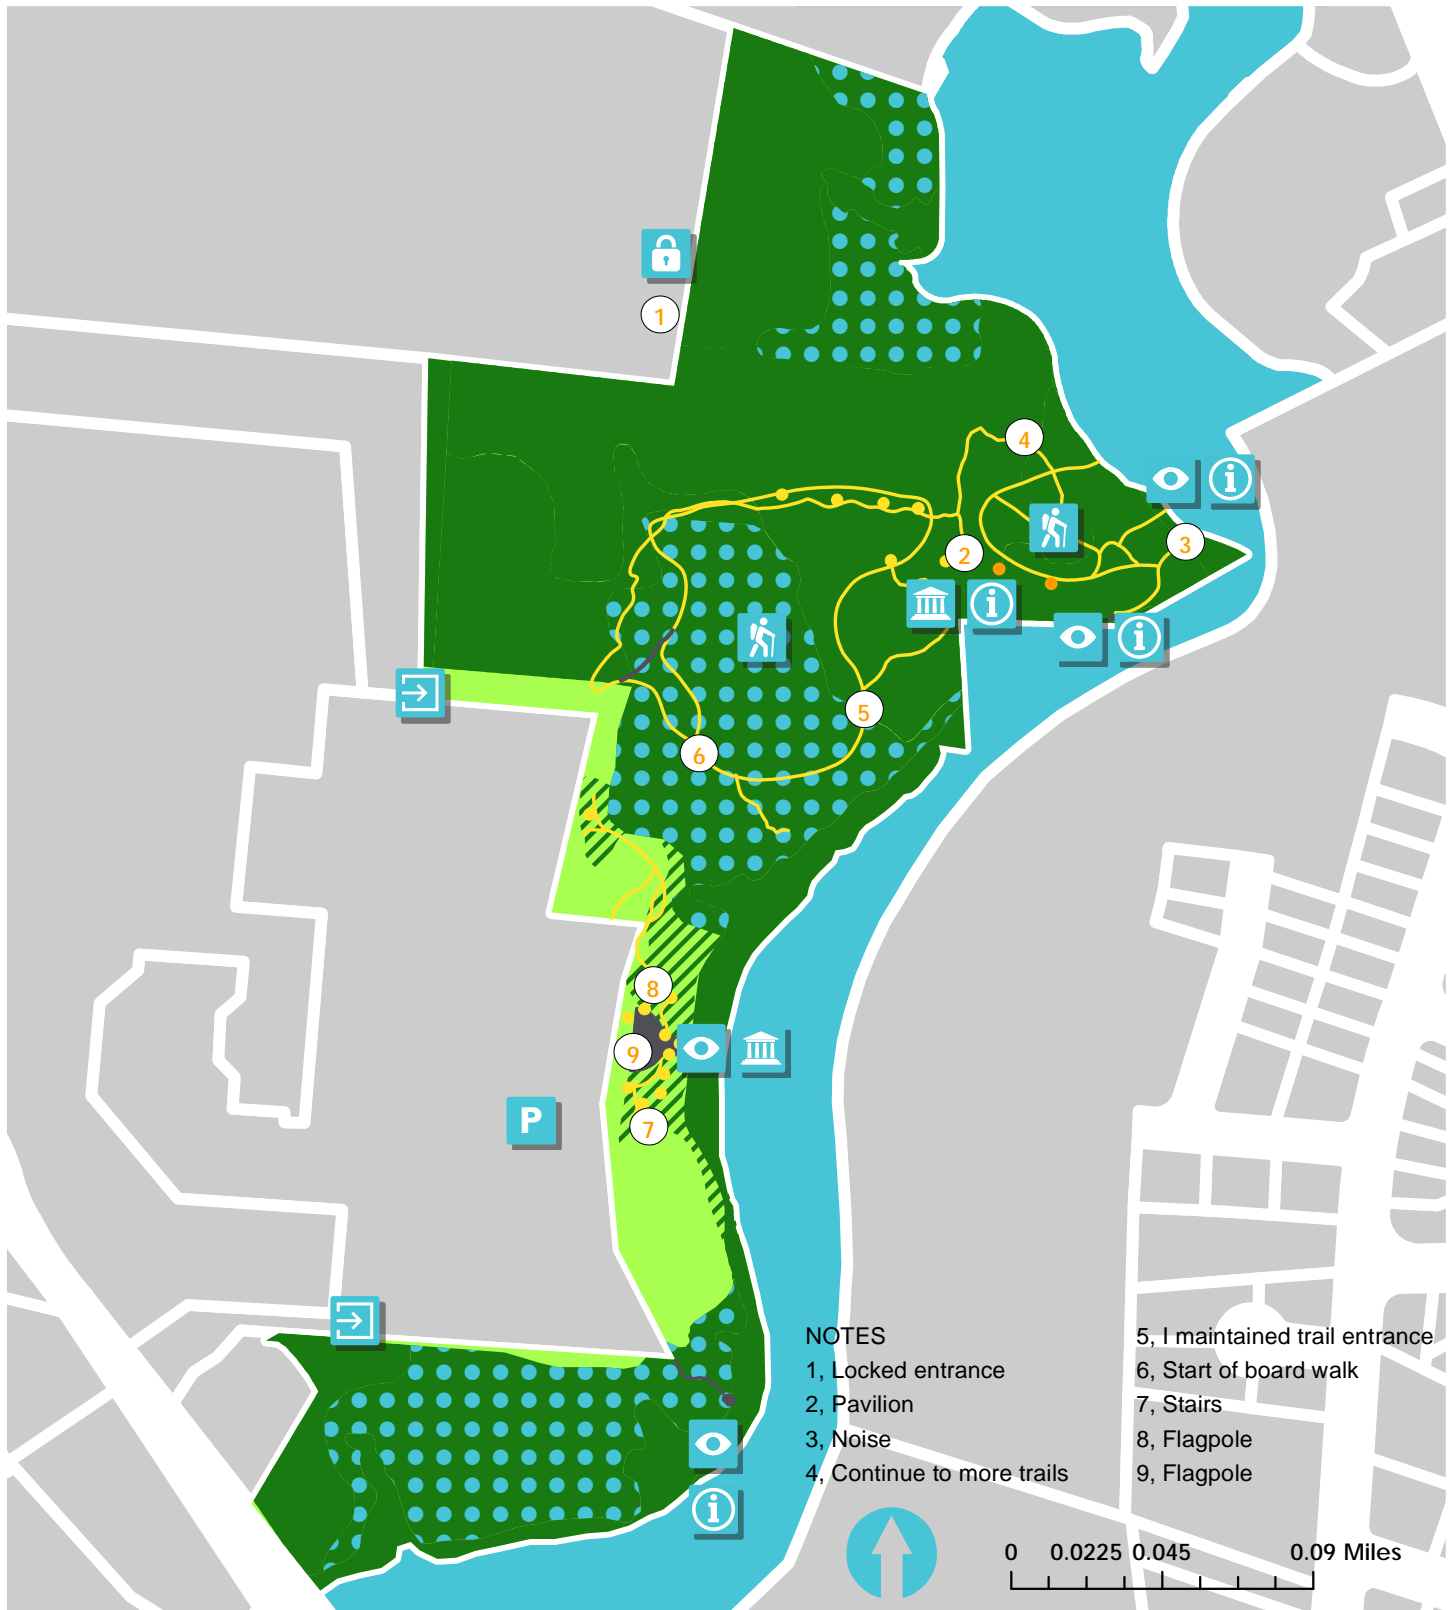 1
4
2
3
5
6
8
9
P
7
NOTES
1, Locked entrance
2, Pavilion
3, Noise
4, Continue to more trails
5, I maintained trail entrance
6, Start of board walk
7, Stairs
8, Flagpole
9, Flagpole
0 0.0225 0.045 0.09 Miles